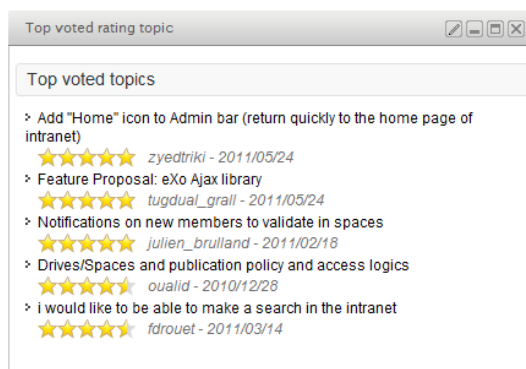 Top voted rating topic
Top voted topics
Add "Home" icon to Admin bar (return quickly to the home page of
intranet)
zyedtriki - 2011/05/24
Feature Proposal: eXo Ajax library
tugdual_grall - 2011/05/24
Notifications on new members to validate in spaces
julien_brulland - 2011/02/18
Drives/Spaces and publication policy and access logics
oualid - 2010/12/28
i would like to be able to make a search in the intranet
fdrouet - 2011/03/14